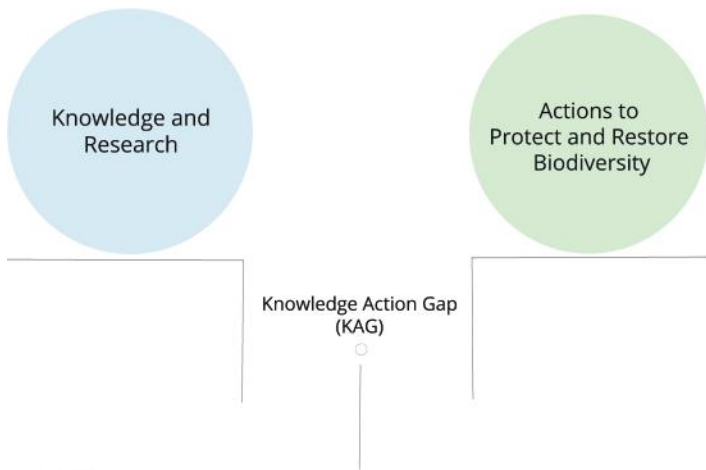 Knowledge and
Research
Actions to
Protect and Restore
Biodiversity
Knowledge Action Gap
(KAG)